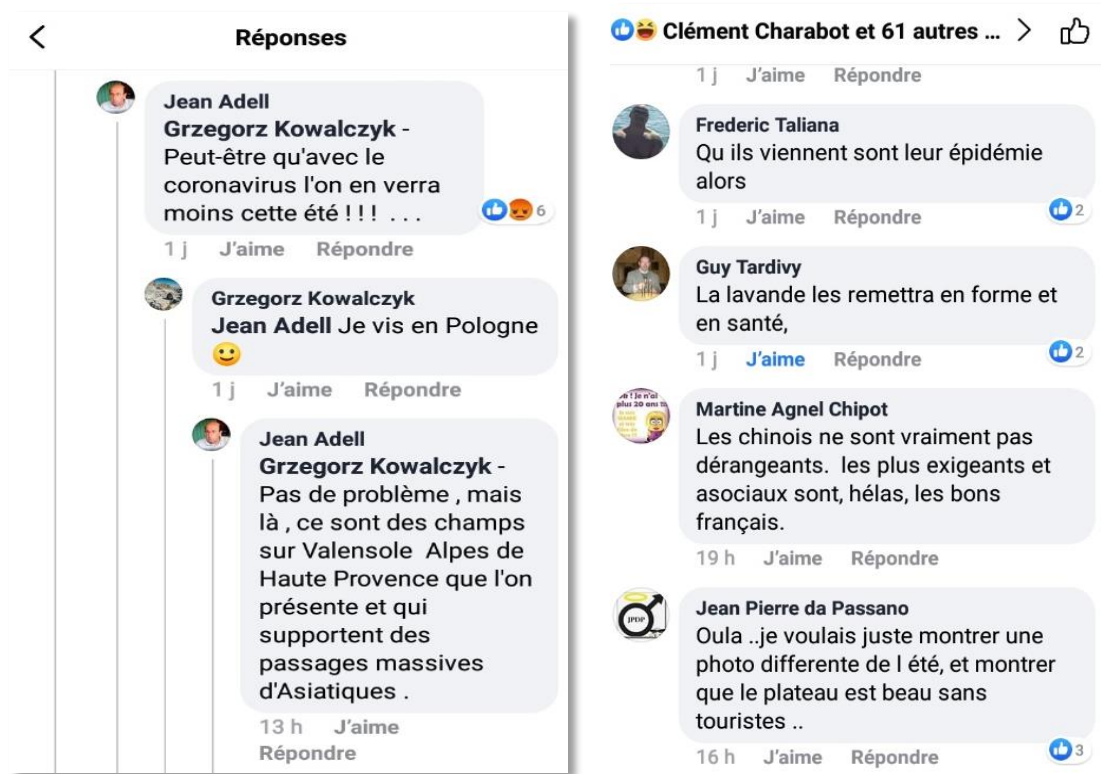 Réponses
Jean Adell
Grzegorz Kowalczyk -
Peut-être qu'avec le
coronavirus l'on en verra
moins cette été ! ! ! . . .
6
1 j J'aime Répondre
Grzegorz Kowalczyk
Jean Adell Je vis en Pologne
1 j J'aime Répondre
Jean Adell
Grzegorz Kowalczyk -
Pas de problème , mais
là , ce sont des champs
sur Valensole Alpes de
Haute Provence que l'on
présente et qui
supportent des
passages massives
d'Asiatiques .
13 h J'aime
Répondre
Clément Charabot et 61 autres ...
1 j J'aime Répondre
Frederic Taliana
Qu ils viennent sont leur épidémie
alors
1 j J'aime Répondre
2
Guy Tardivy
La lavande les remettra en forme et
en santé,
1 j J'aime Répondre
2
plus 20 ans
Martine Agnel Chipot
Les chinois ne sont vraiment pas
dérangeants. les plus exigeants et
asociaux sont, hélas, les bons
français.
19 h J'aime Répondre
JPDP
Jean Pierre da Passano
Oula ..je voulais juste montrer une
photo differente de l été, et montrer
que le plateau est beau sans
touristes ..
16 h J'aime Répondre
3